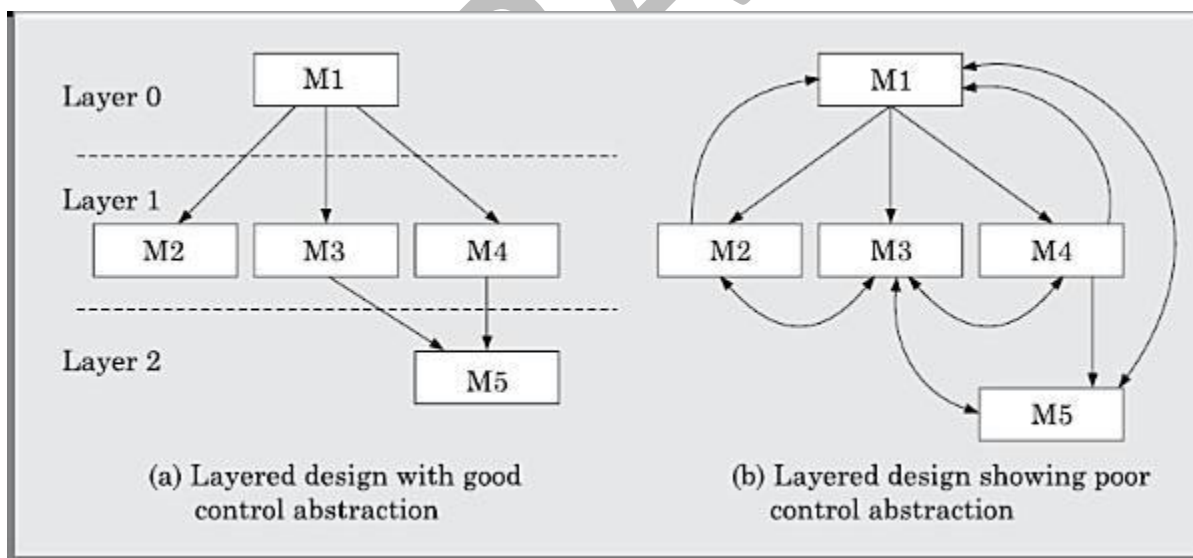 M1
Layer 0
Layer 1
M2 M3 M4
Layer 2
M5
(a) Layered design with good
control abstraction
M1
M2 M3 M4
M5
(b) Layered design showing poor
control abstraction